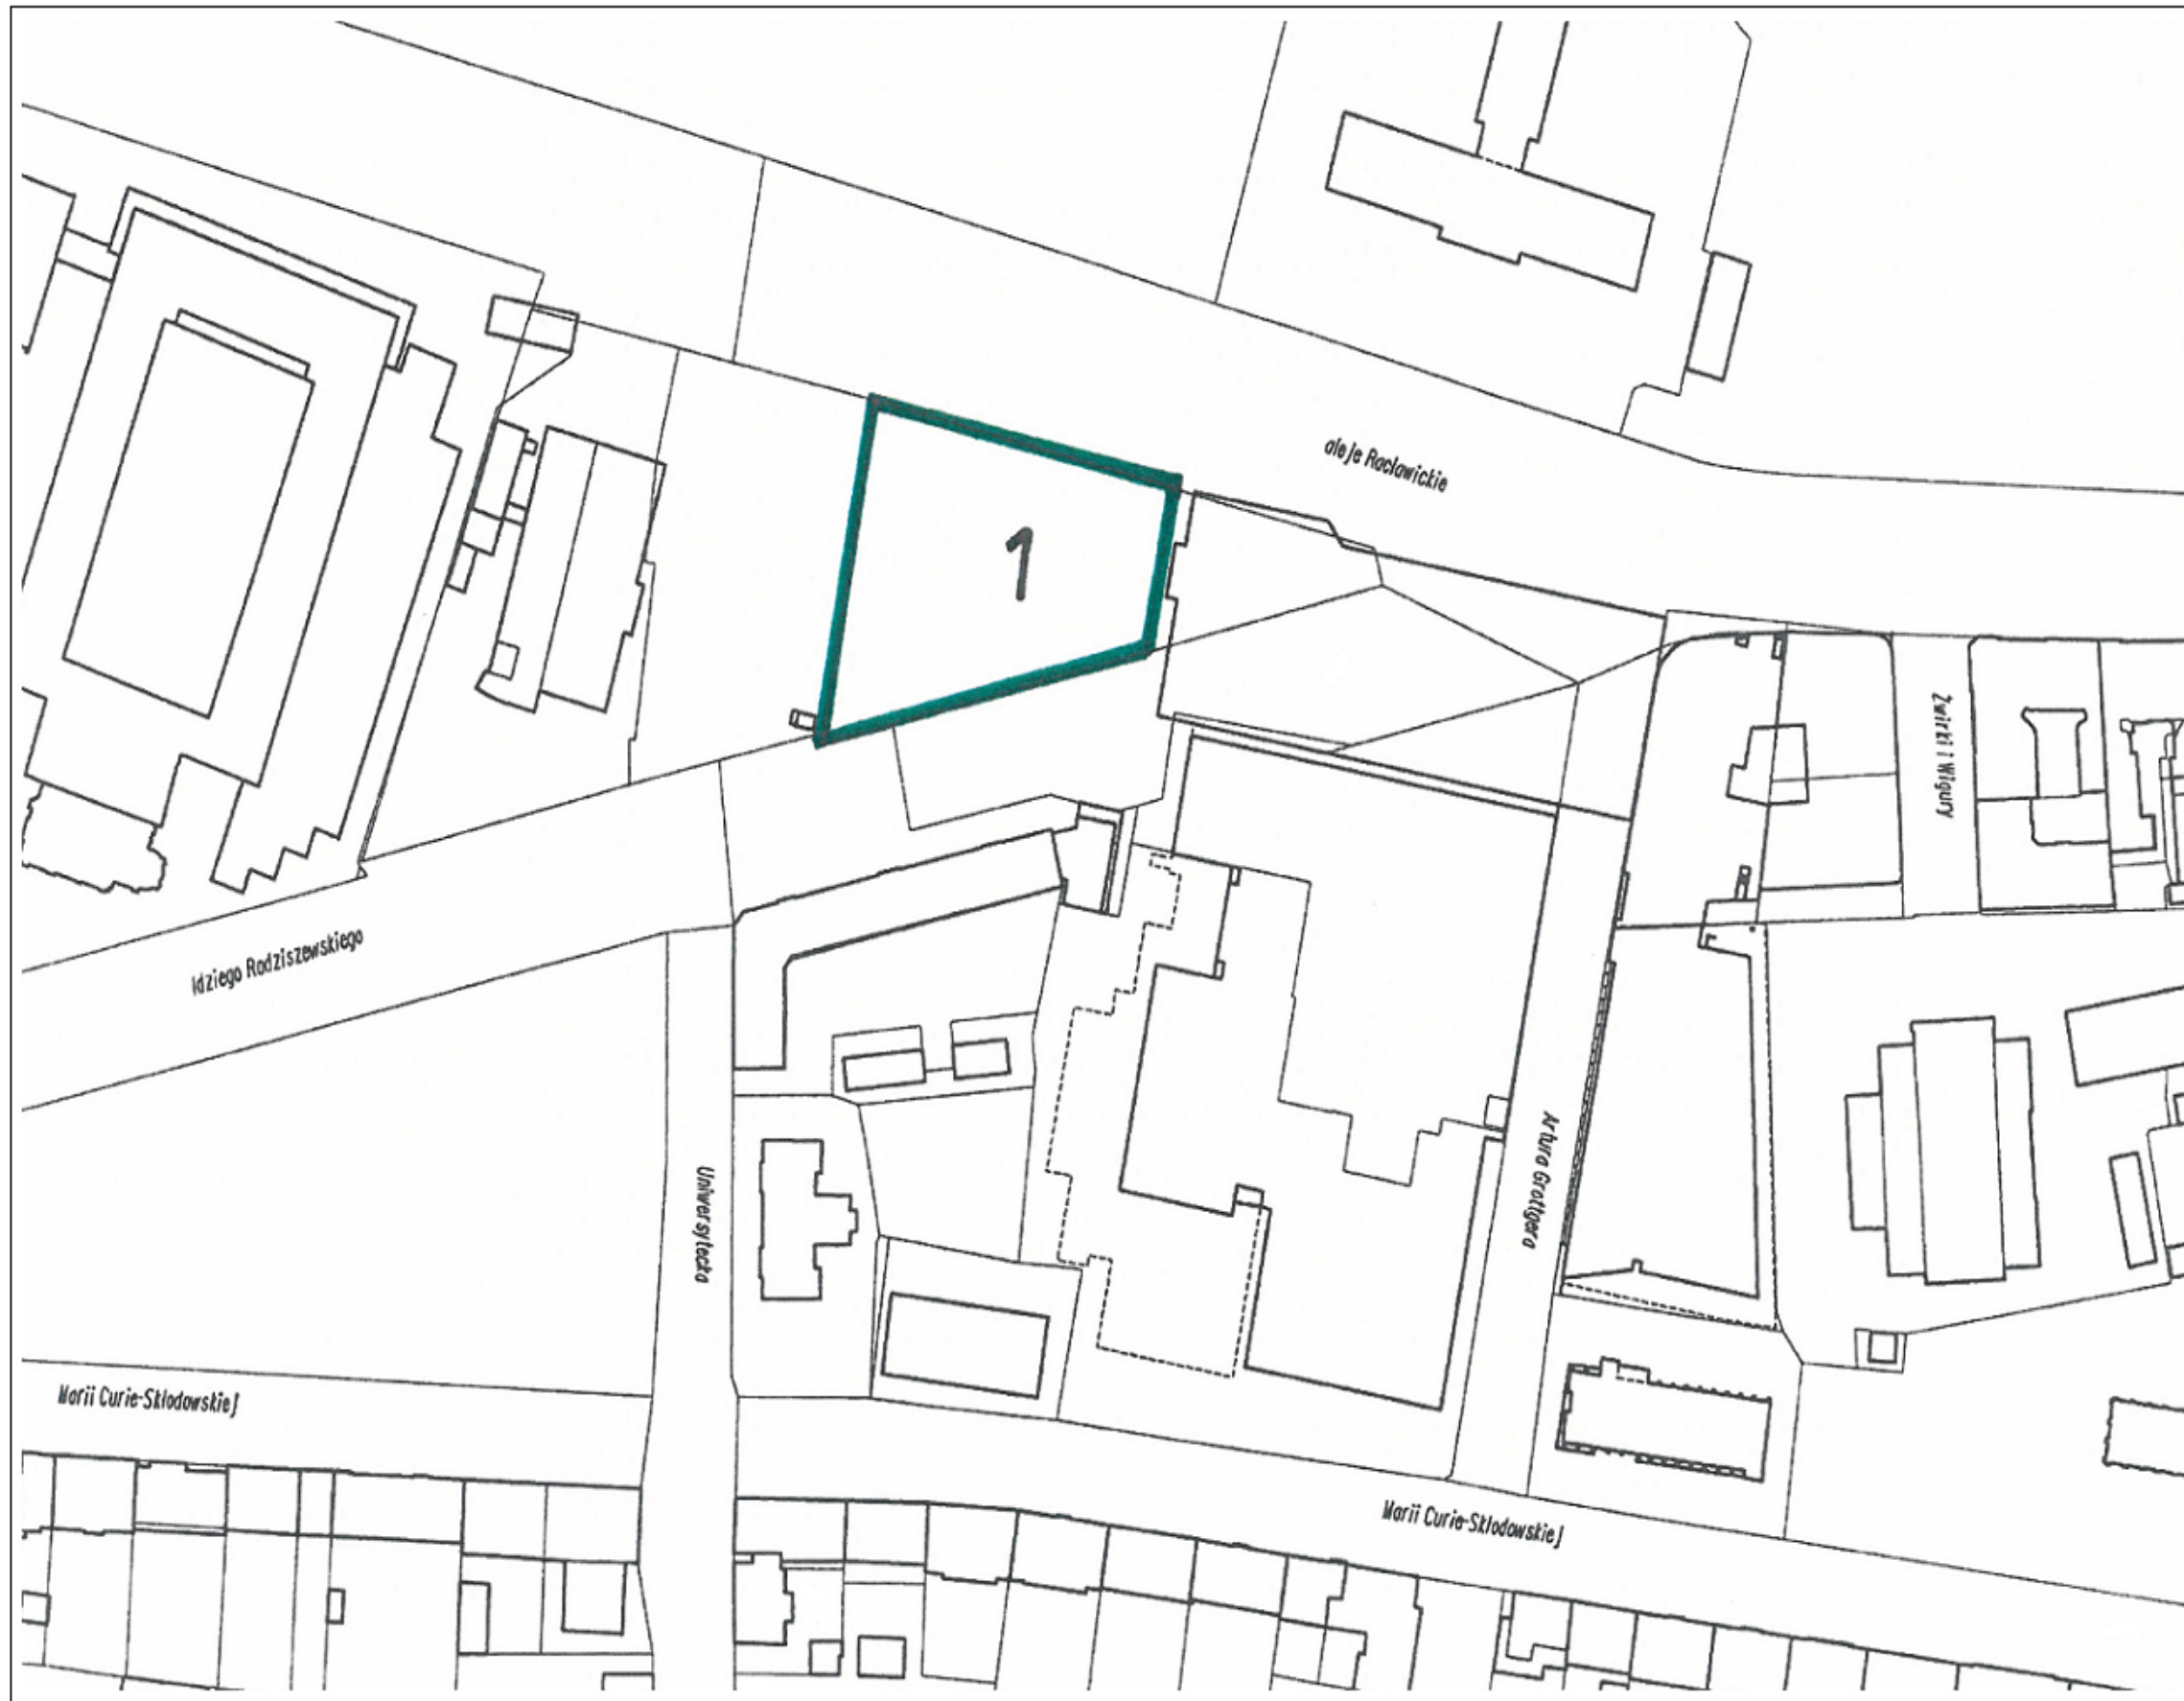 aleje Racławickie
1
Żwirki i Wigury
Idziego Radziszewskiego
Uniwersytecka
Artura Grottgera
Marii Curie-Skłodowskiej
Marii Curie-Skłodowskiej